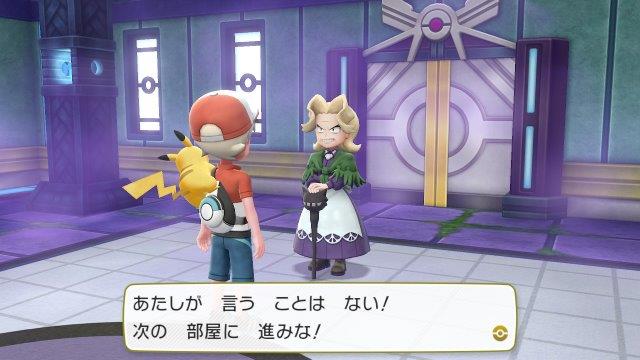 あたしが　言う　ことは　ない！
次の　部屋に　進みな！